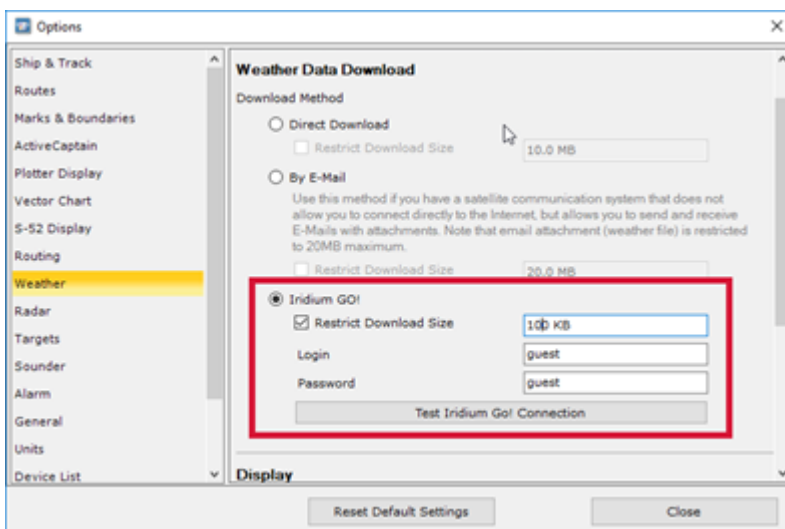 Options
Ship & Track
Routes
Marks & Boundaries
ActiveCaptain
Plotter Display
Vector Chart
S-52 Display
Routing
Weather
Radar
Targets
Sounder
Alarm
General
Units
Device List
Weather Data Download
Download Method
Direct Download
Restrict Download Size 10.0 MB
By E-Mail
Use this method if you have a satellite communication system that does not
allow you to connect directly to the Internet, but allows you to send and receive
E-Mails with attachments. Note that email attachment (weather file) is restricted
to 20MB maximum.
Restrict Download Size 20.0 MB
Iridium GO!
Restrict Download Size 100 KB
Login guest
Password guest
Test Iridium Go! Connection
Display
Reset Default Settings Close